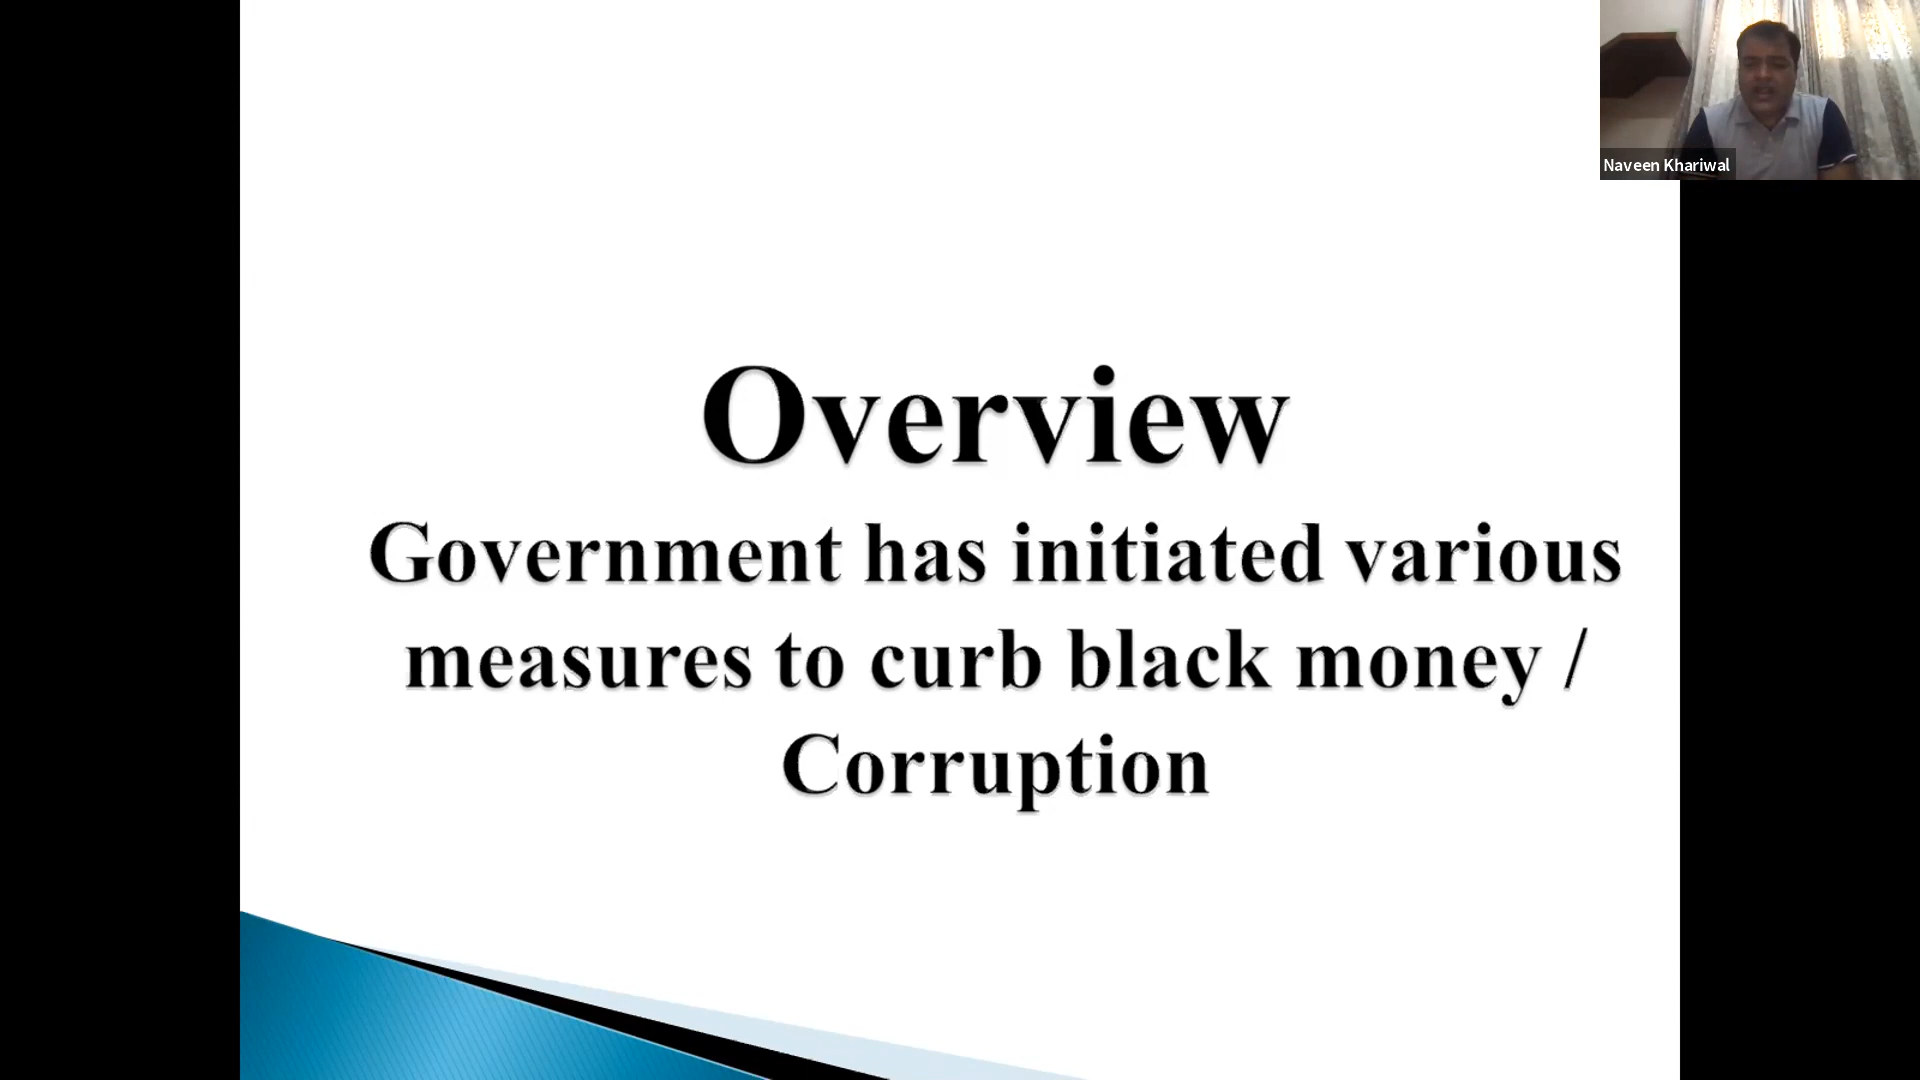 Naveen Khariwal
Overview
Government has initiated various
measures to curb black money /
Corruption